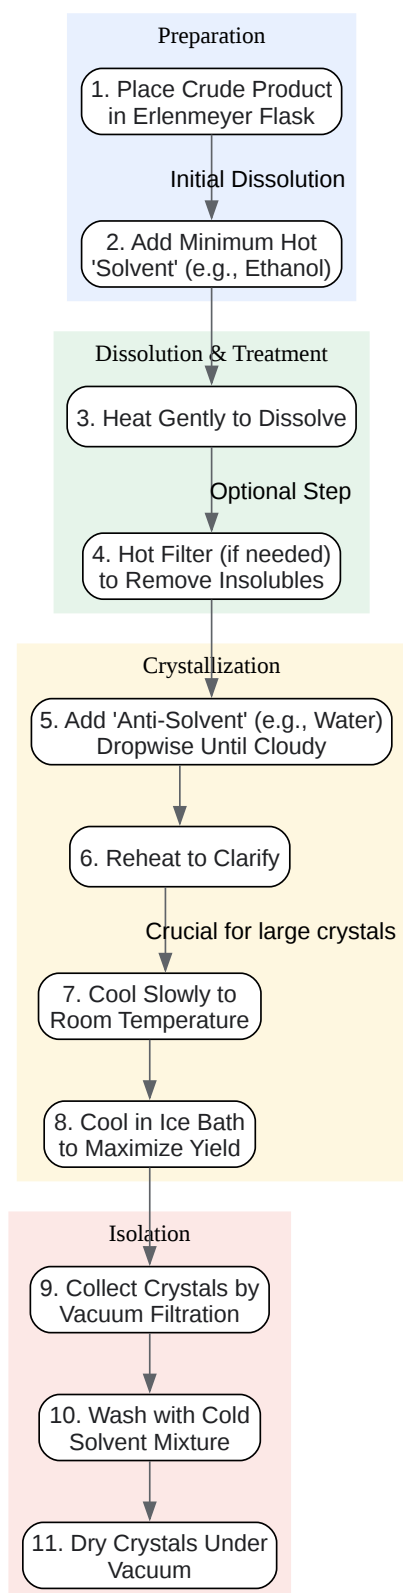 Preparation
1. Place Crude Product
in Erlenmeyer Flask
Initial Dissolution
2. Add Minimum Hot
'Solvent' (e.g., Ethanol)
Dissolution & Treatment
3. Heat Gently to Dissolve
Optional Step
4. Hot Filter (if needed)
to Remove Insolubles
Crystallization
5. Add 'Anti-Solvent' (e.g., Water)
Dropwise Until Cloudy
6. Reheat to Clarify
Crucial for large crystals
7. Cool Slowly to
Room Temperature
8. Cool in Ice Bath
to Maximize Yield
Isolation
9. Collect Crystals by
Vacuum Filtration
10. Wash with Cold
Solvent Mixture
11. Dry Crystals Under
Vacuum